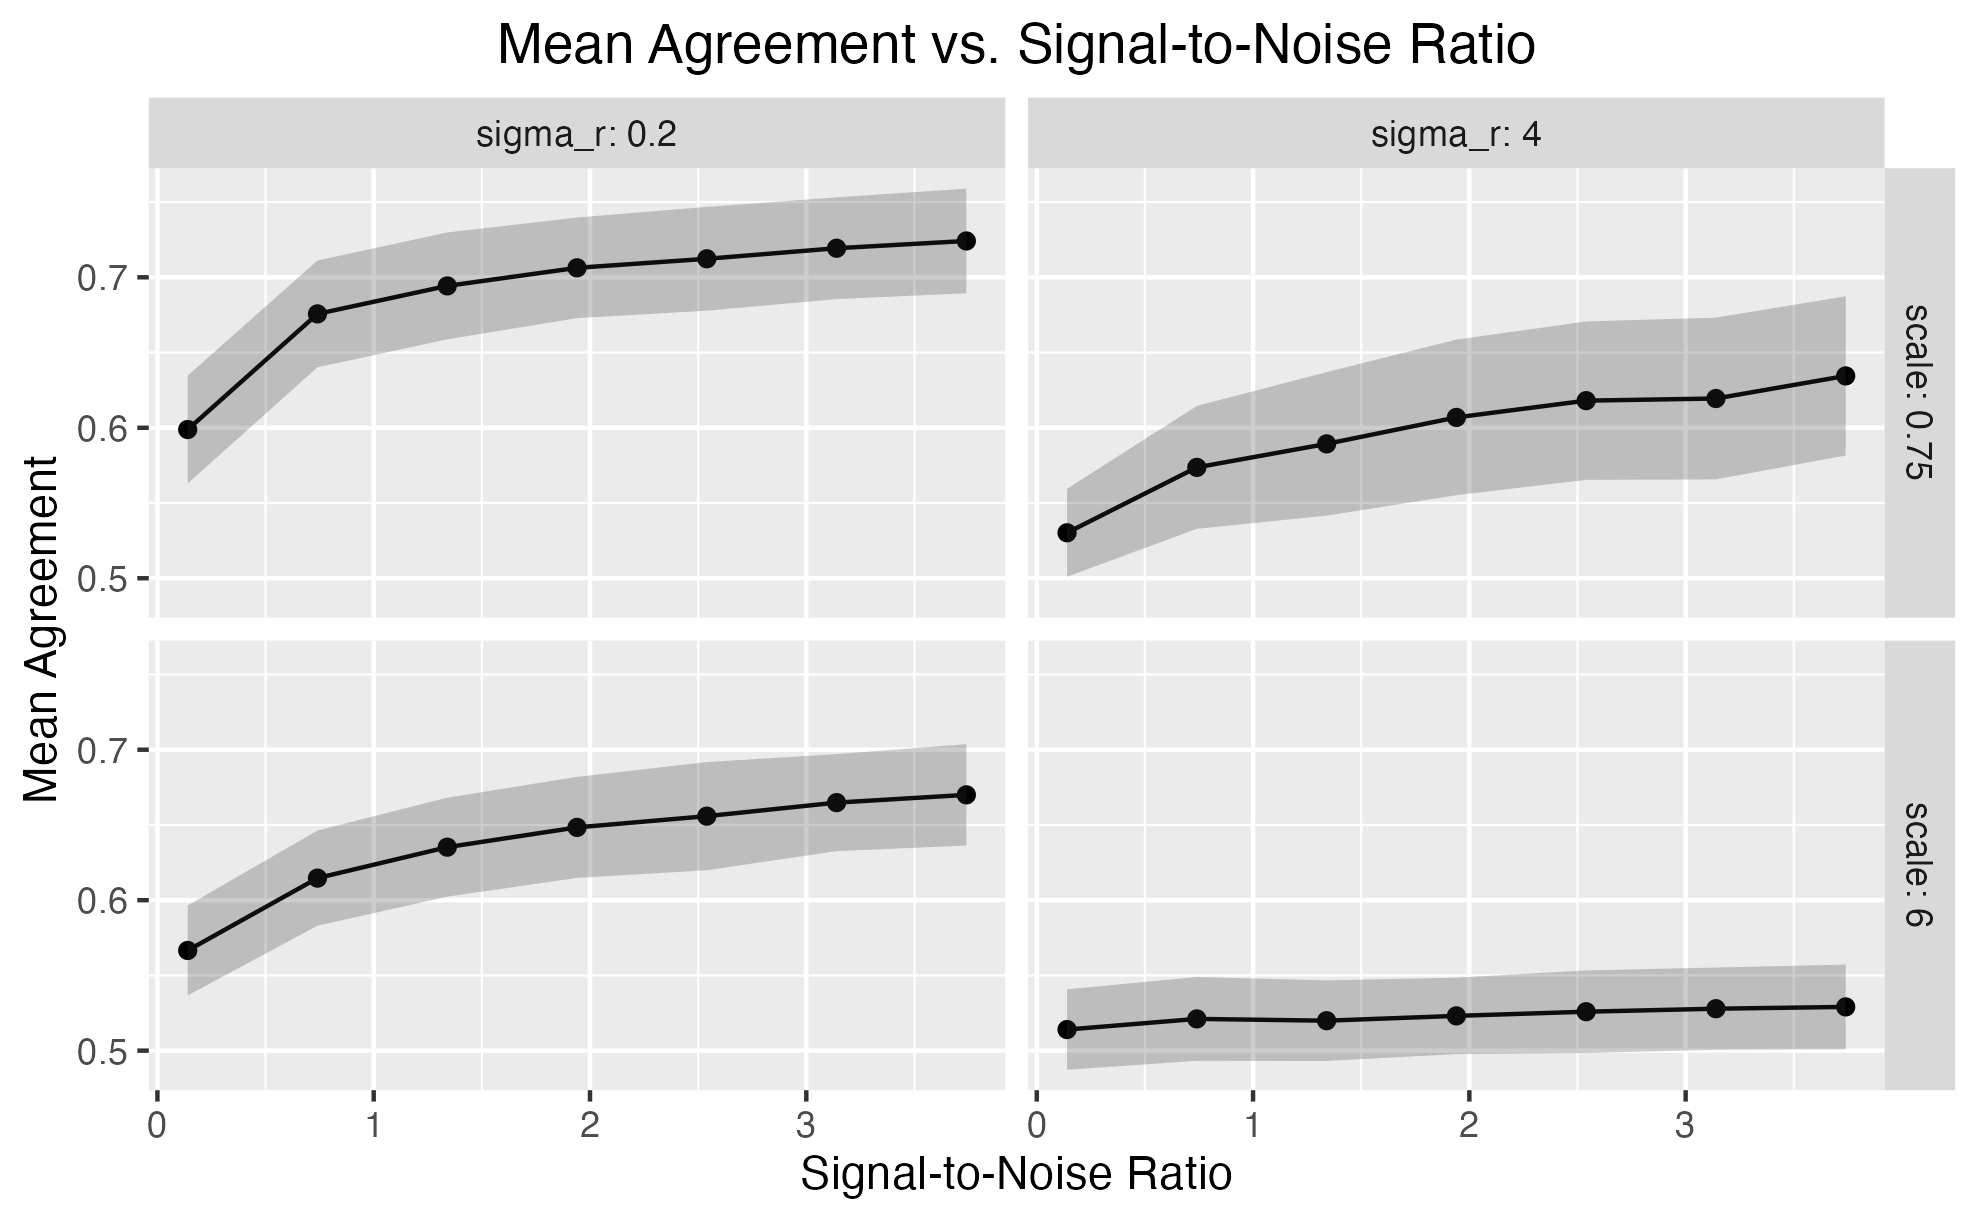 Mean Agreement vs. Signal-to-Noise Ratio
sigma_r: 0.2
sigma_r: 4
0.7
0.6
0.5
scale: 0.75
Mean Agreement
0.7
0.6
0.5
scale: 6
0 1 2 3
0 1 2 3
Signal-to-Noise Ratio